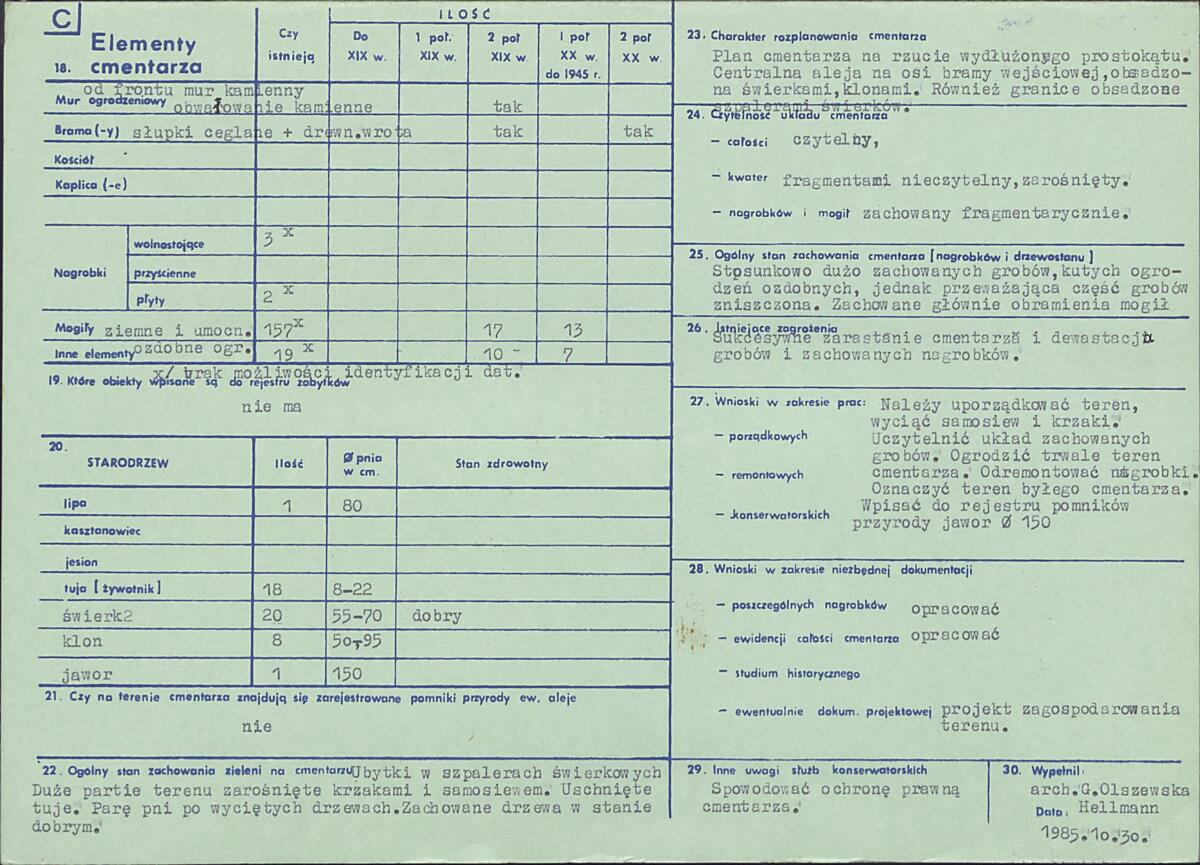 C
18. Elementy cmentarza
Czy istnieją
ILOŚĆ
Do XIX w.
1 poł. XIX w.
2 poł XIX w.
1 poł XX w. do 1945 r.
2 poł XX w.
od frontu mur kamienny
Mur ogrodzeniowy obwałowanie kamienne tak
Brama (-y) słupki ceglane + drewn.wrota tak tak
Kościół
Kaplica (-e)
Nagrobki
wolnostojące 3 x
przyścienne
płyty 2 x
Mogiły ziemne i umocn. 157x 17 13
Inne elementy ozdobne ogr. 19 x 10 - 7
x/ brak możliwości identyfikacji dat.
19. Które obiekty wpisane są do rejestru zabytków
nie ma
20.
STARODRZEW Ilość Ø pnia w cm. Stan zdrowotny
lipa 1 80
kasztanowiec
jesion
tuja [żywotnik] 18 8-22
świerk2 20 55-70 dobry
klon 8 50-95
jawor 1 150
21. Czy na terenie cmentarza znajdują się zarejestrowane pomniki przyrody ew. aleje
nie
22. Ogólny stan zachowania zieleni na cmentarzu Ubytki w szpalerach świerkowych
Duże partie terenu zarośnięte krzakami i samosiewem. Uschnięte
tuje. Parę pni po wyciętych drzewach.Zachowane drzewa w stanie
dobrym.
23. Charakter rozplanowania cmentarza
Plan cmentarza na rzucie wydłużonego prostokątu.
Centralna aleja na osi bramy wejściowej,obsadzo-
na świerkami,klonami. Również granice obsadzone
szpalerami świerków.
24. Czytelność układu cmentarza
- całości czytelny,
- kwater fragmentami nieczytelny,zarośnięty.
- nagrobków i mogił zachowany fragmentarycznie.
25. Ogólny stan zachowania cmentarza [nagrobków i drzewostanu]
Stosunkowo dużo zachowanych grobów,kutych ogro-
dzeń ozdobnych, jednak przeważająca część grobów
zniszczona. Zachowane głównie obramienia mogił
26. Istniejące zagrożenia
Sukcesywne zarastanie cmentarza i dewastacja
grobów i zachowanych nagrobków.
27. Wnioski w zakresie prac: Należy uporządkować teren,
wyciąć samosiew i krzaki.
- porządkowych Uczytelnić układ zachowanych
grobów. Ogrodzić trwale teren
- remontowych cmentarza. Odremontować nagrobki.
Oznaczyć teren byłego cmentarza.
- konserwatorskich Wpisać do rejestru pomników
przyrody jawor Ø 150
28. Wnioski w zakresie niezbędnej dokumentacji
- poszczególnych nagrobków opracować
- ewidencji całości cmentarza opracować
- studium historycznego
- ewentualnie dokum. projektowej projekt zagospodarowania
terenu.
29. Inne uwagi służb konserwatorskich
Spowodować ochronę prawną
cmentarza.
30. Wypełnił:
arch.G.Olszewska
Hellmann
Data:
1985.10.30.